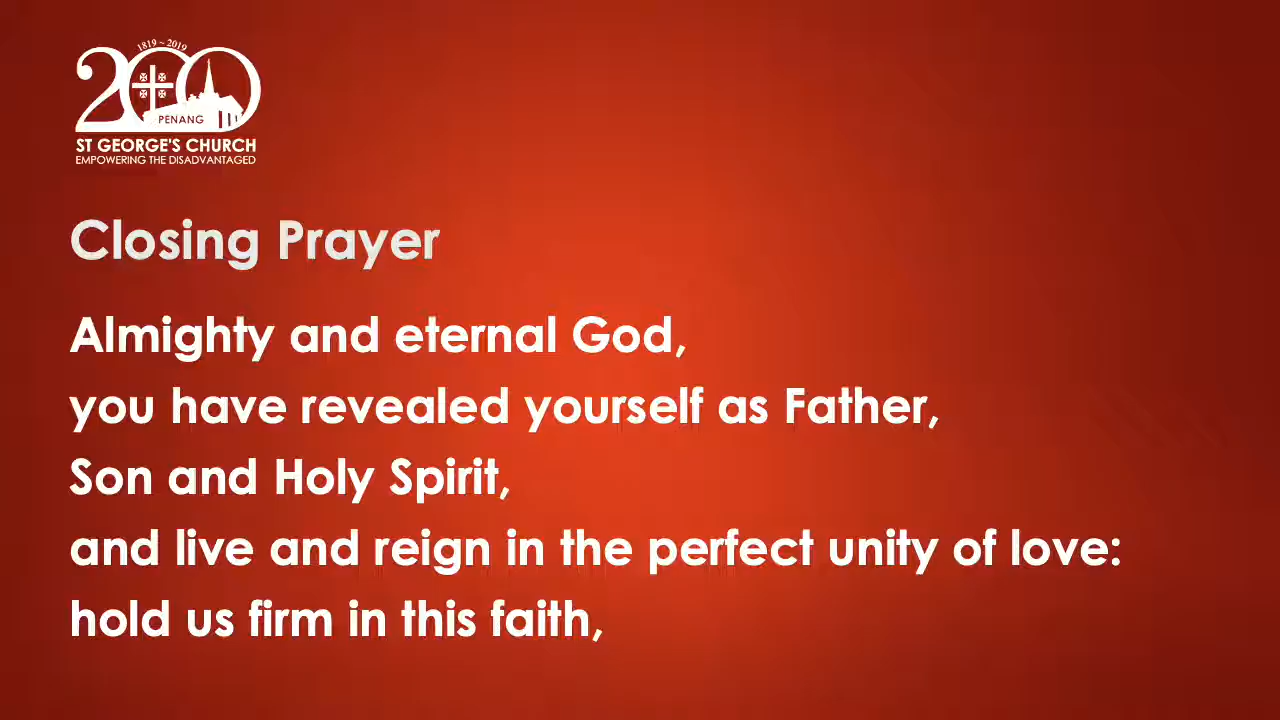 1819 ~ 2019
200
PENANG
ST GEORGE'S CHURCH
EMPOWERING THE DISADVANTAGED
Closing Prayer
Almighty and eternal God,
you have revealed yourself as Father,
Son and Holy Spirit,
and live and reign in the perfect unity of love:
hold us firm in this faith,